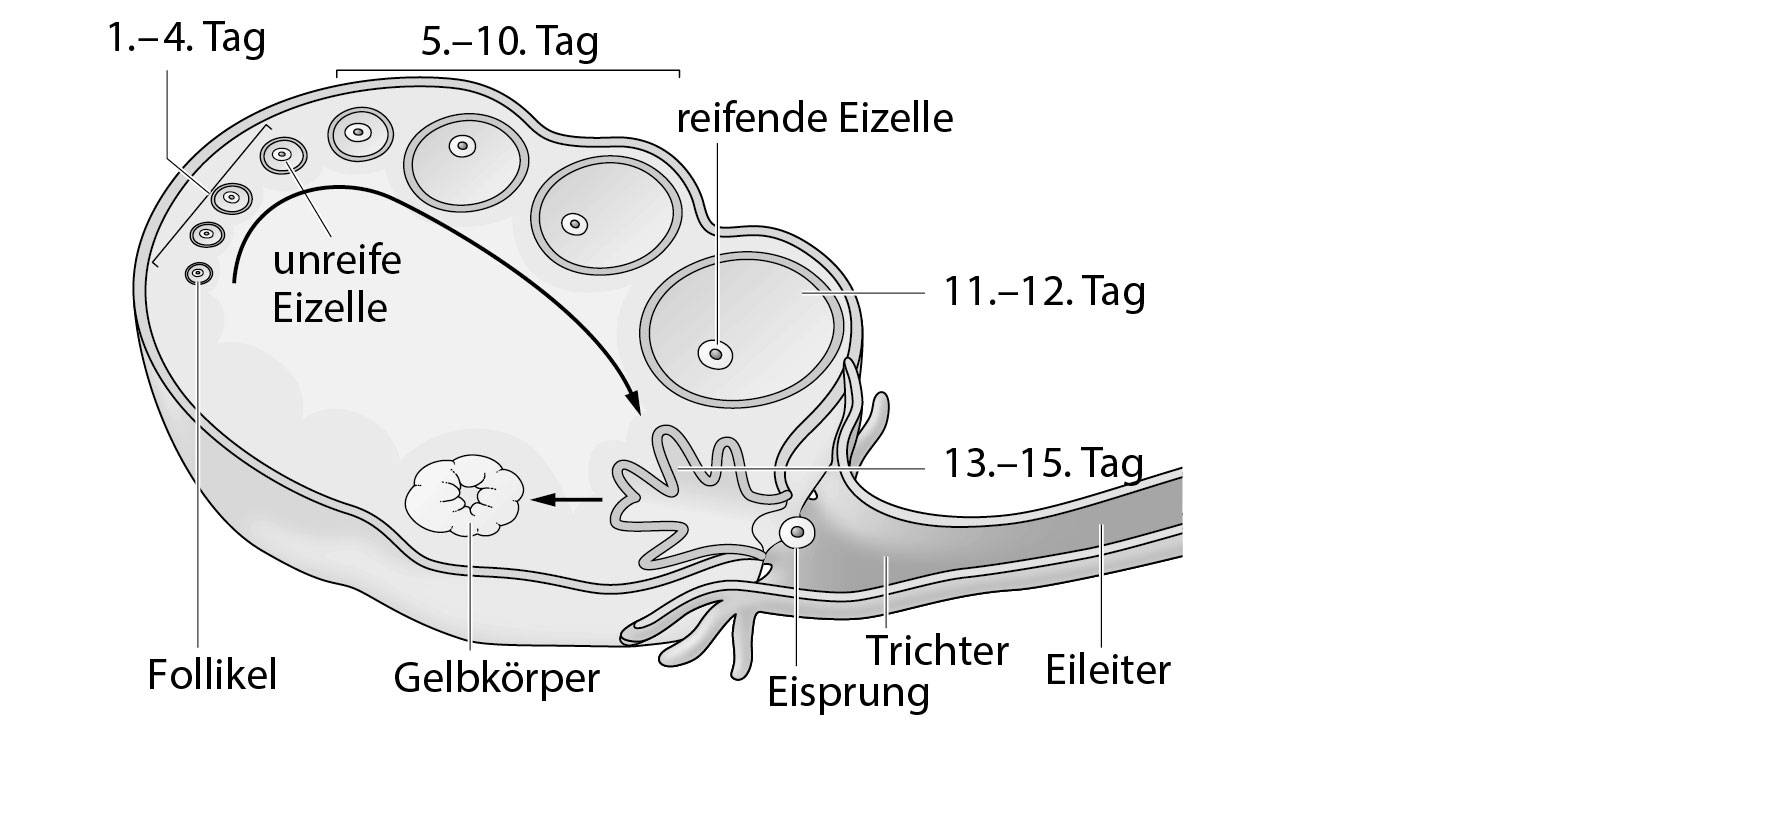 1.–4. Tag
5.–10. Tag
reifende Eizelle
unreife
Eizelle
11.–12. Tag
13.–15. Tag
Follikel
Gelbkörper
Eisprung
Trichter
Eileiter